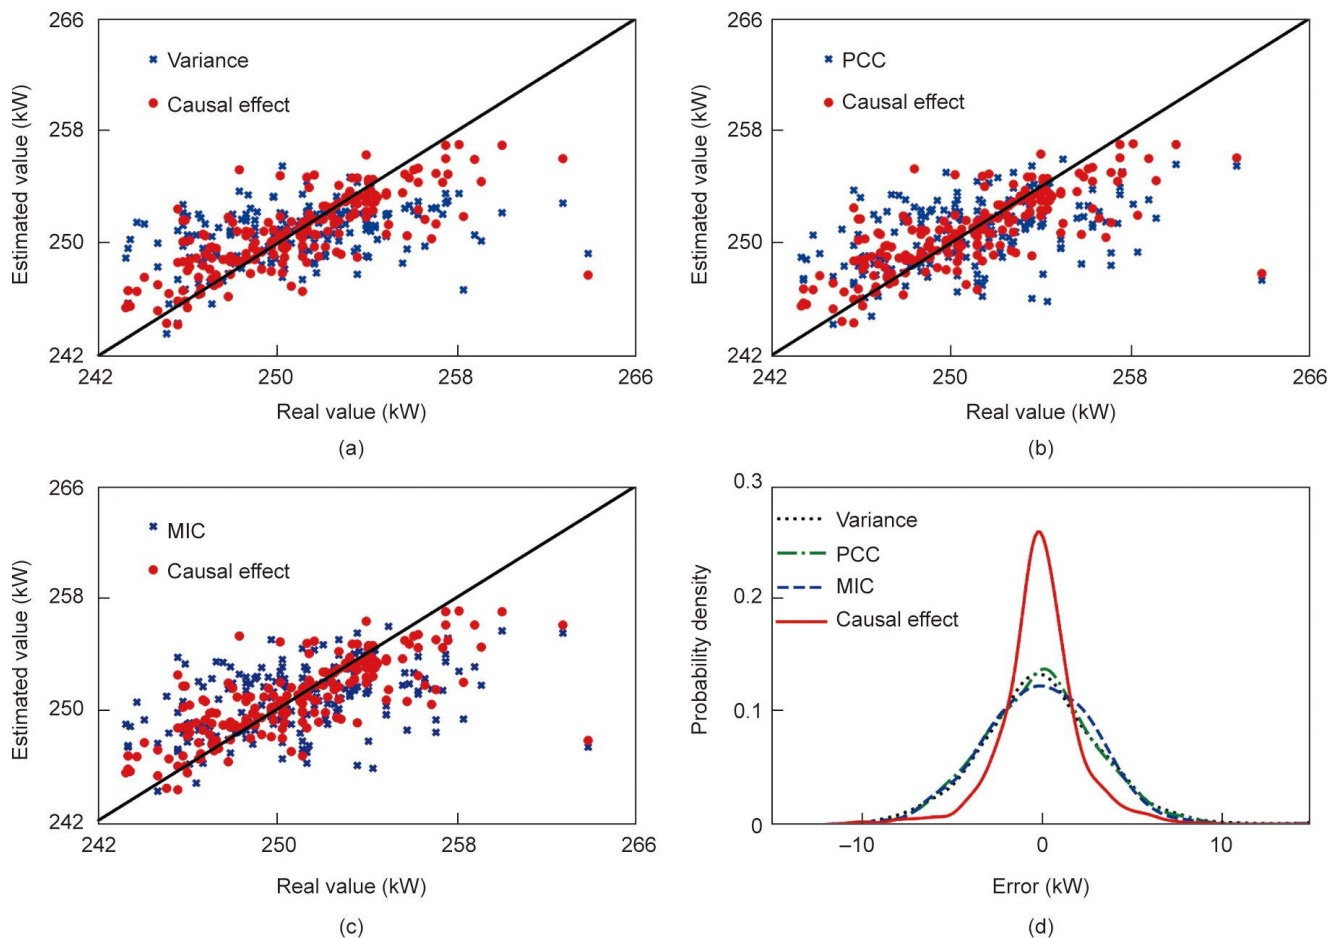 266
Variance
Causal effect
258
250
242
Estimated value (kW)
242
250
258
266
Real value (kW)
(a)
266
PCC
Causal effect
258
250
242
Estimated value (kW)
242
250
258
266
Real value (kW)
(b)
266
MIC
Causal effect
258
250
242
Estimated value (kW)
242
250
258
266
Real value (kW)
(c)
0.3
Variance
PCC
MIC
Causal effect
0.2
0.1
0
Probability density
–10
0
10
Error (kW)
(d)